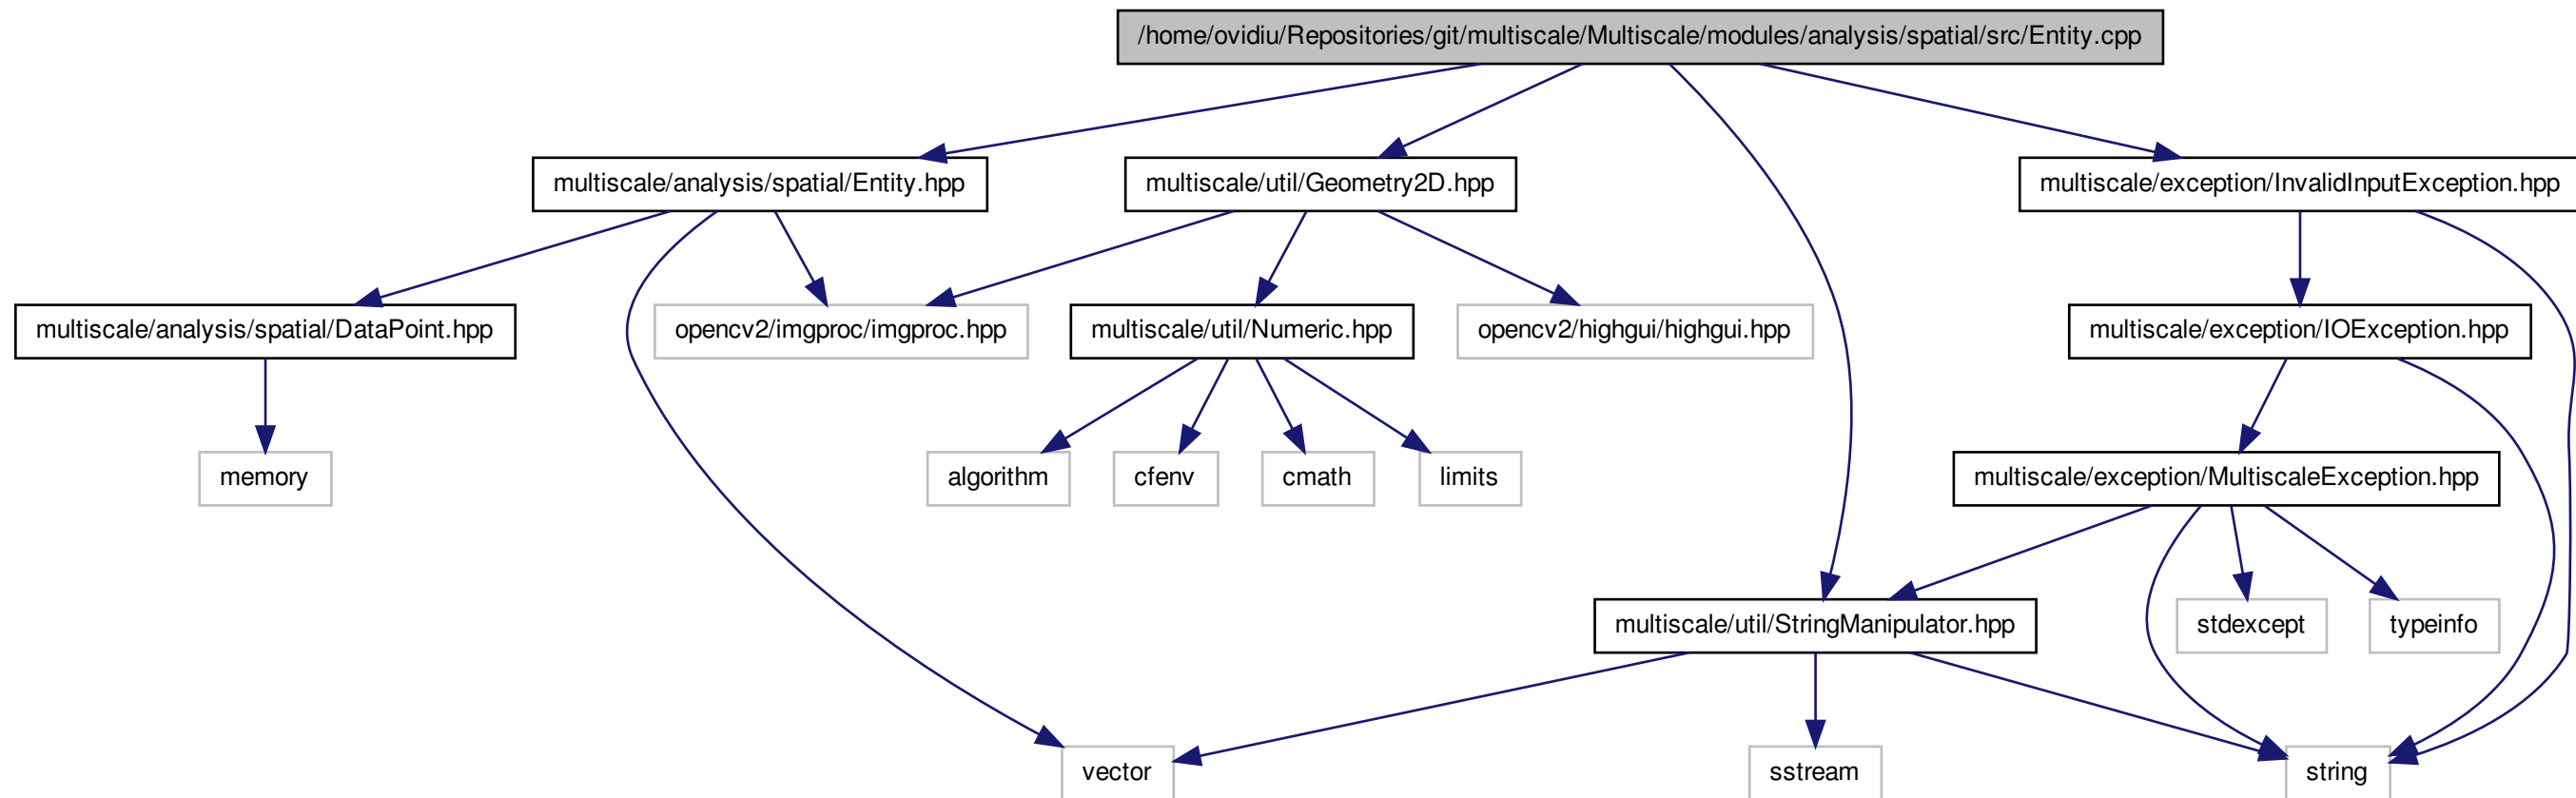 /home/ovidiu/Repositories/git/multiscale/Multiscale/modules/analysis/spatial/src/Entity.cpp
multiscale/analysis/spatial/Entity.hpp
multiscale/util/Geometry2D.hpp
multiscale/exception/InvalidInputException.hpp
multiscale/analysis/spatial/DataPoint.hpp
opencv2/imgproc/imgproc.hpp
multiscale/util/Numeric.hpp
opencv2/highgui/highgui.hpp
multiscale/exception/IOException.hpp
memory
algorithm
cfenv
cmath
limits
multiscale/exception/MultiscaleException.hpp
multiscale/util/StringManipulator.hpp
stdexcept
typeinfo
vector
sstream
string